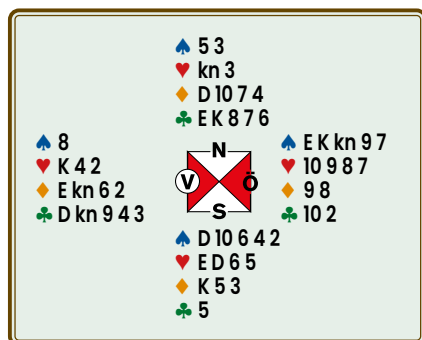 ♠ 5 3
♥ kn 3
♦ D 10 7 4
♣ E K 8 7 6
♠ 8
♥ K 4 2
♦ E kn 6 2
♣ D kn 9 4 3
N
V Ö
S
♠ E K kn 9 7
♥ 10 9 8 7
♦ 9 8
♣ 10 2
♠ D 10 6 4 2
♥ E D 6 5
♦ K 5 3
♣ 5